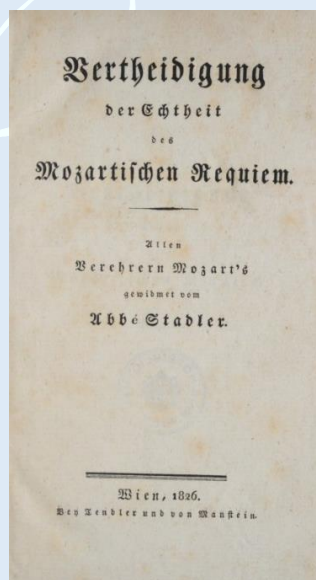 Vertheidigung
der Echtheit
des
Mozartischen Requiem.
Allen
Verehrern Mozart's
gewidmet vom
Abbé Stadler.
Wien, 1826.
Bey Tendler und von Manstein.